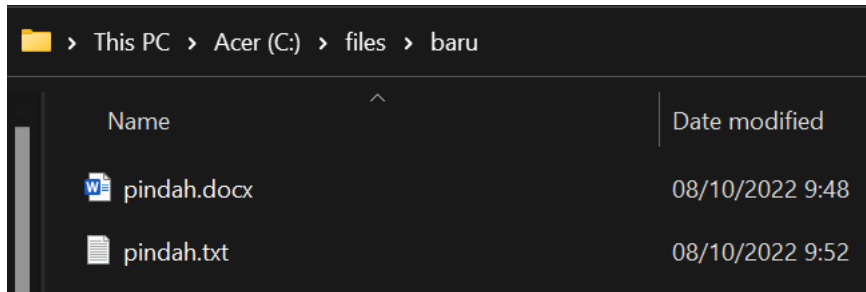 > This PC > Acer (C:) > files > baru
Name Date modified
pindah.docx 08/10/2022 9:48
pindah.txt 08/10/2022 9:52